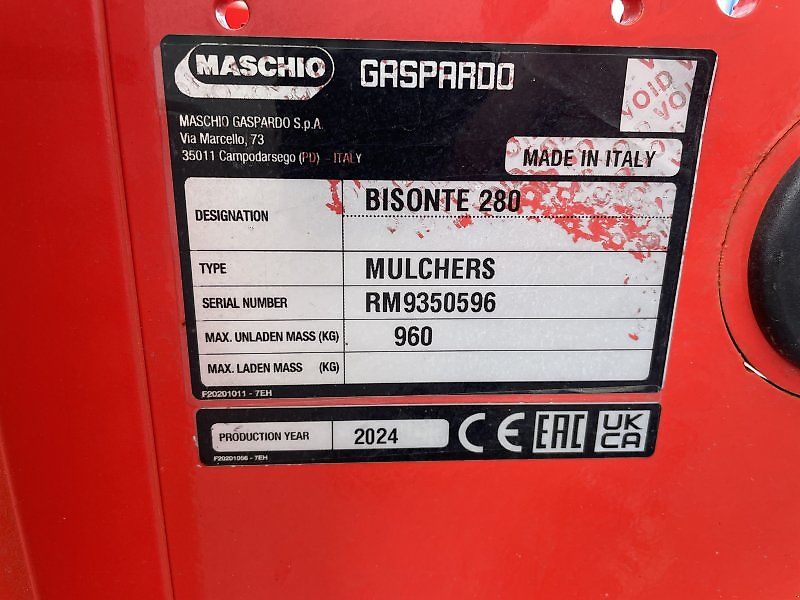 MASCHIO GASPARDO
VOID
VOID
MASCHIO GASPARDO S.p.A.
Via Marcello, 73
35011 Campodarsego (PD) - ITALY
MADE IN ITALY
DESIGNATION BISONTE 280
TYPE MULCHERS
SERIAL NUMBER RM9350596
MAX. UNLADEN MASS (KG) 960
MAX. LADEN MASS (KG)
F20201011 - 7EH
PRODUCTION YEAR 2024 CE EAC UK CA
F20201056 - 7EH